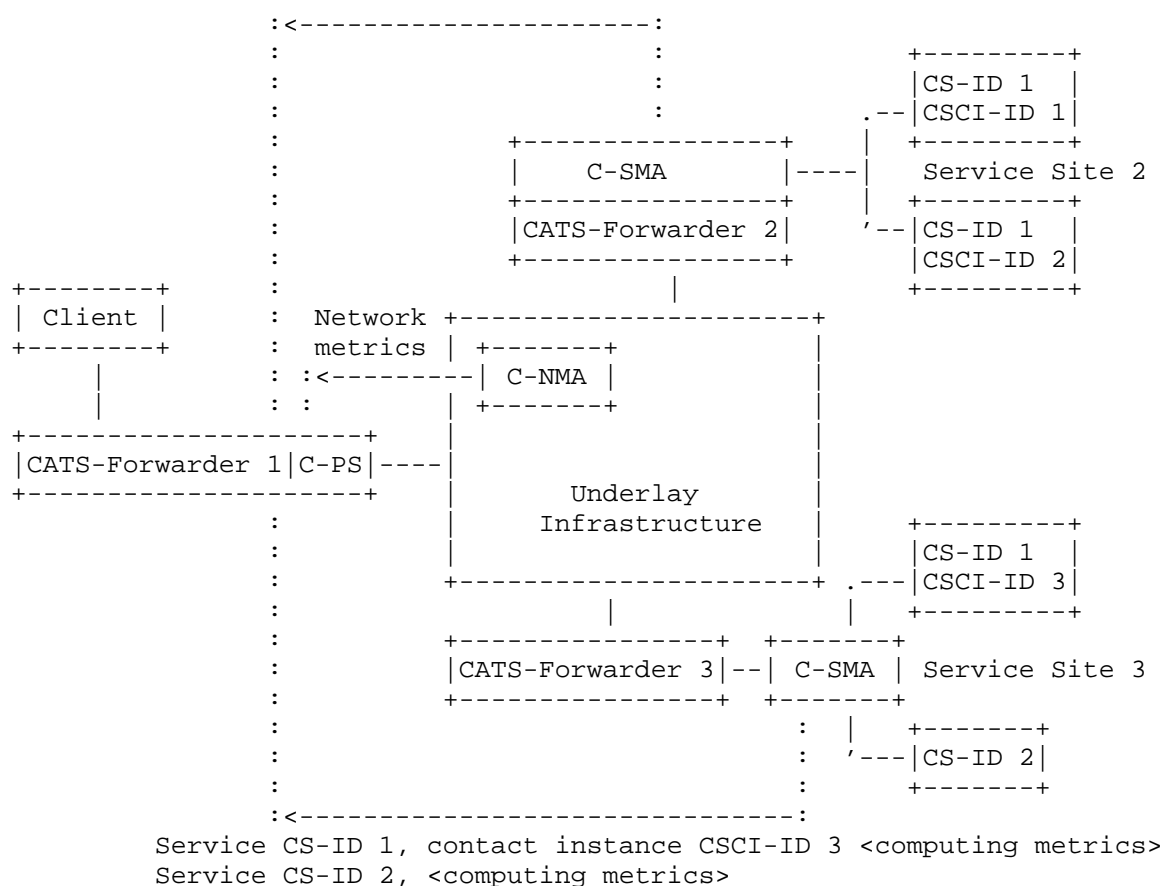 CS-ID 1
CSCI-ID 1
C-SMA
Service Site 2
CATS-Forwarder 2
CS-ID 1
CSCI-ID 2
Client
Network
metrics
C-NMA
CATS-Forwarder 1 C-PS
Underlay
Infrastructure
CS-ID 1
CSCI-ID 3
CATS-Forwarder 3 C-SMA Service Site 3
CS-ID 2
Service CS-ID 1, contact instance CSCI-ID 3 <computing metrics>
Service CS-ID 2, <computing metrics>